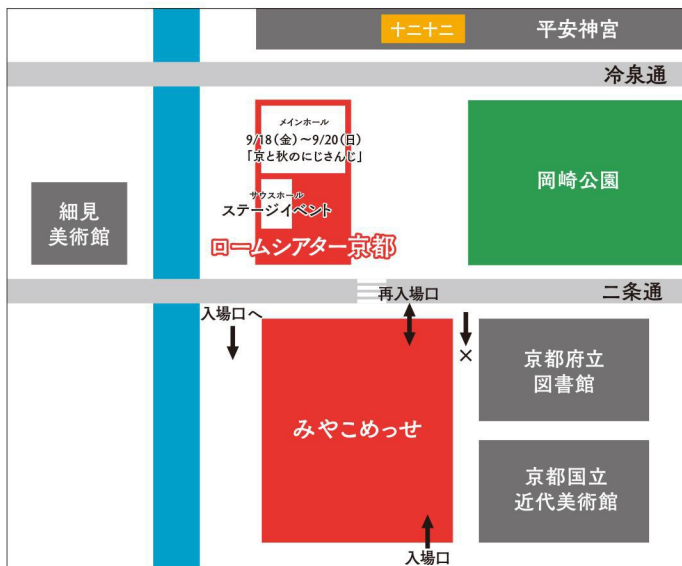 十二十二
平安神宮
冷泉通
メインホール
9/18(金)～9/20(日)
「京と秋のにじさんじ」
サウスホール
ステージイベント
ロームシアター京都
岡崎公園
細見
美術館
二条通
再入場口
入場口へ
×
みやこめっせ
京都府立
図書館
京都国立
近代美術館
入場口